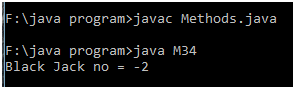 F:\java program>javac Methods.java
F:\java program>java M34
Black Jack no = -2